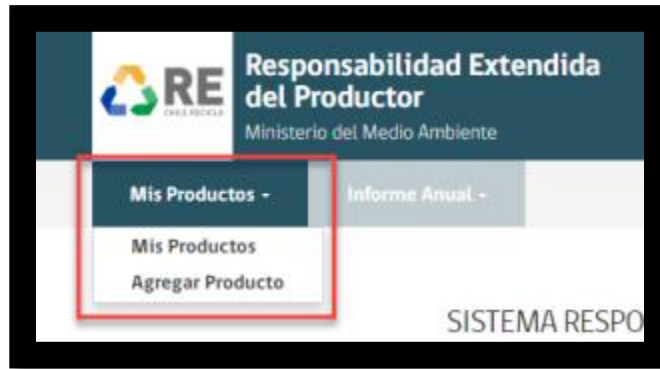 RE
CHILE RECICLA
Responsabilidad Extendida
del Productor
Ministerio del Medio Ambiente
Mis Productos
Informe Anual
Mis Productos
Agregar Producto
SISTEMA RESPO